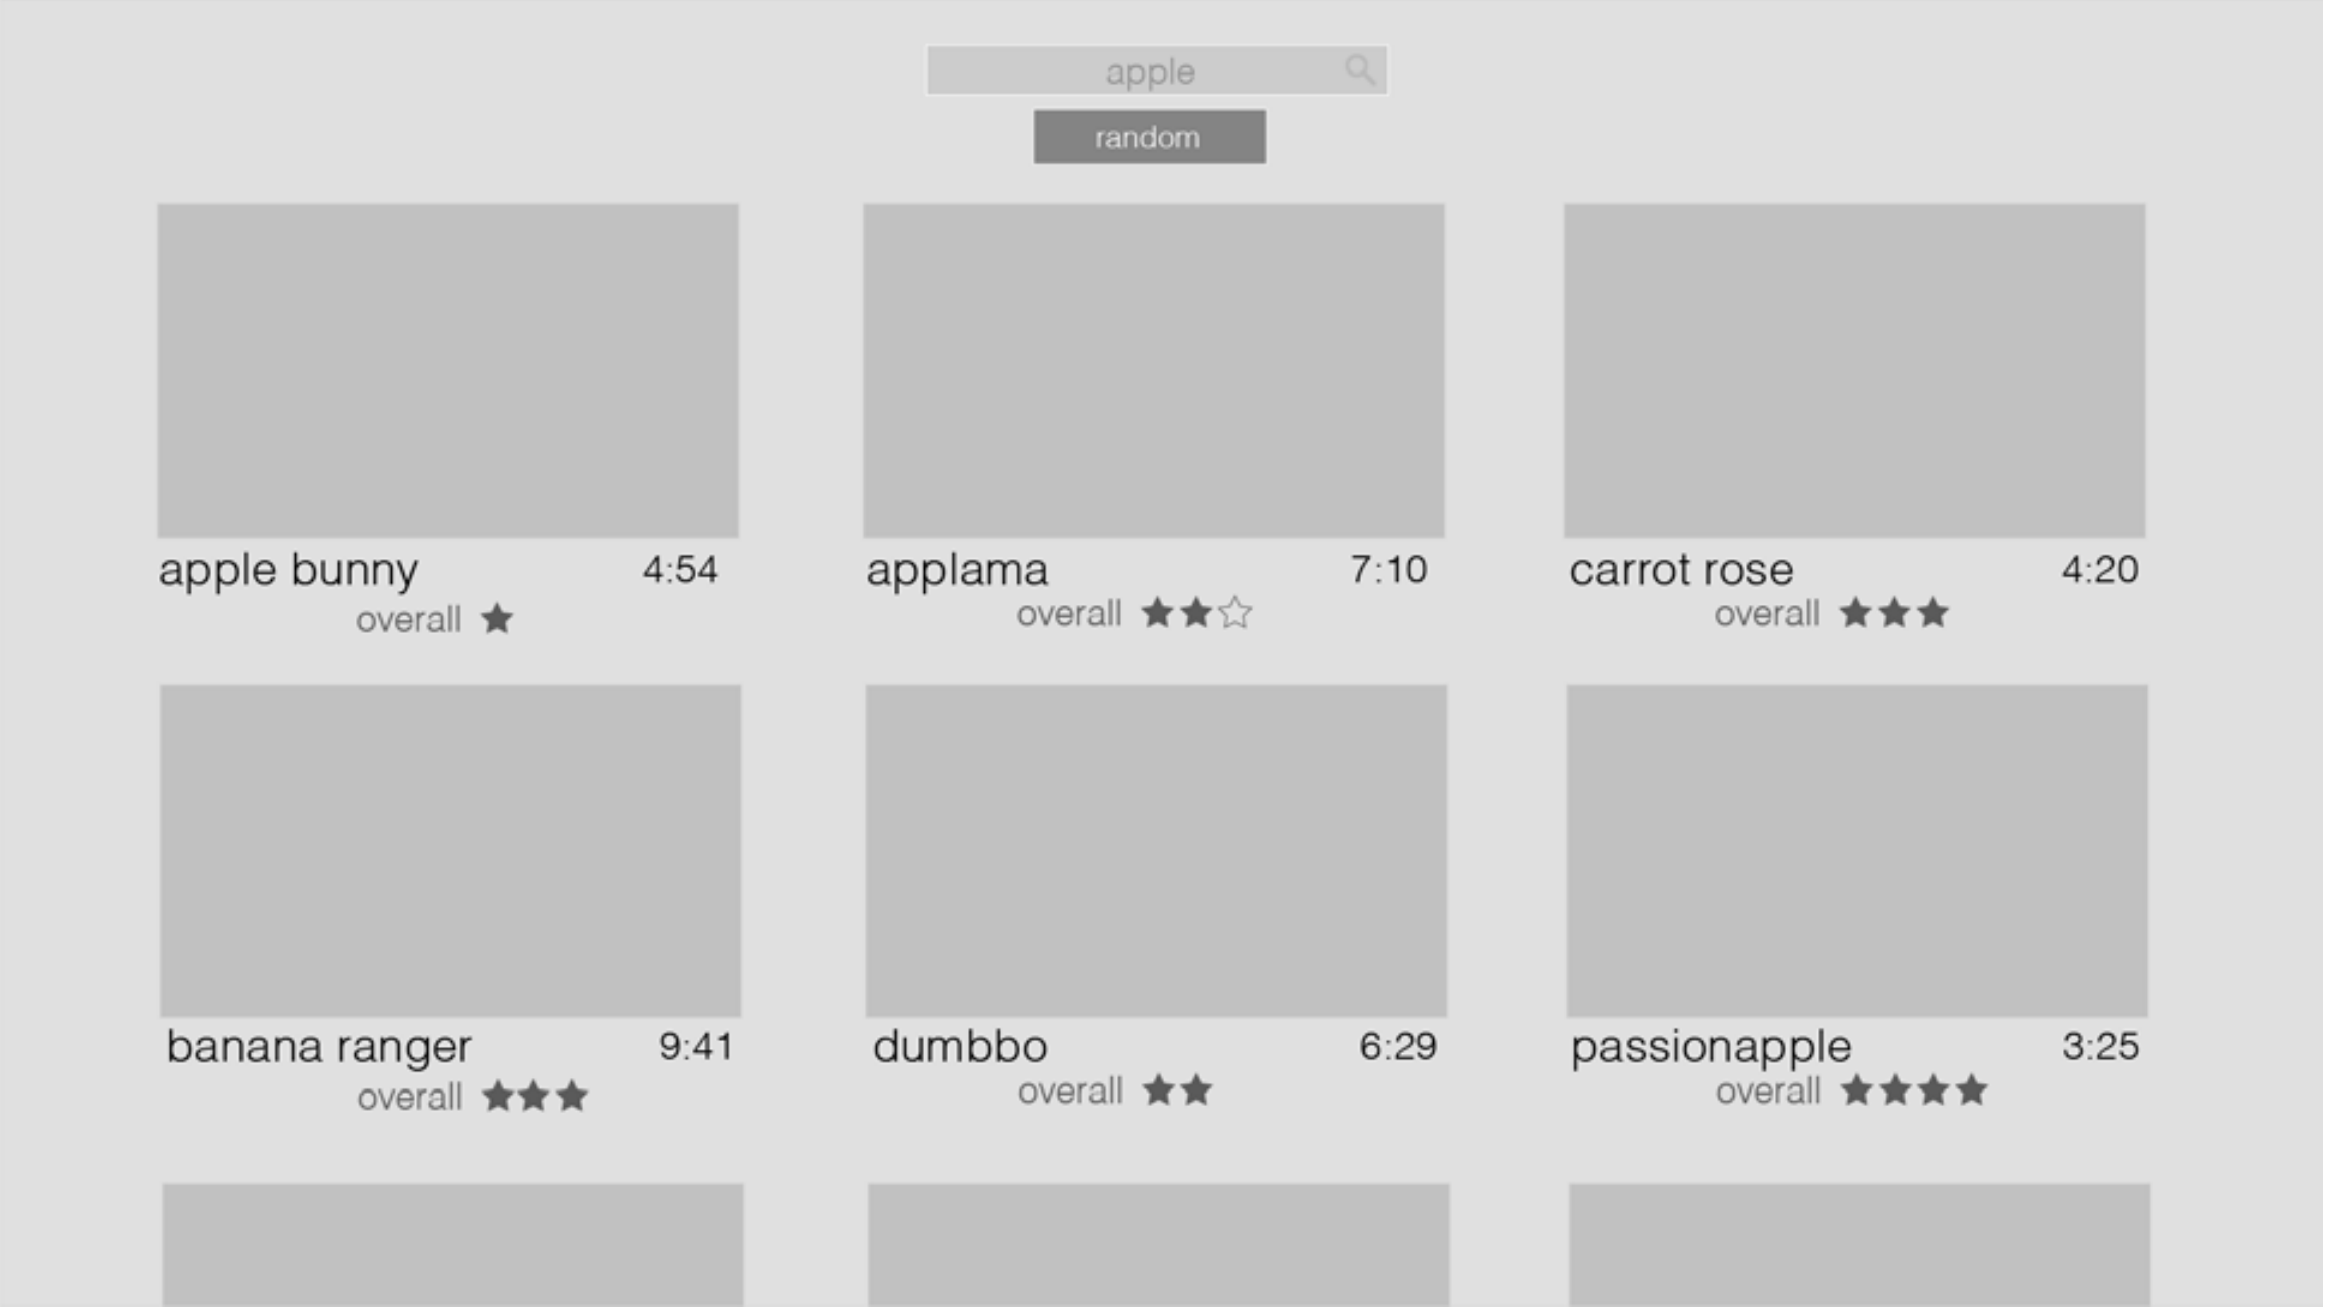 apple
random
apple bunny 4:54
overall ★
applama 7:10
overall ★★☆
carrot rose 4:20
overall ★★★
banana ranger 9:41
overall ★★★
dumbbo 6:29
overall ★★
passionapple 3:25
overall ★★★★